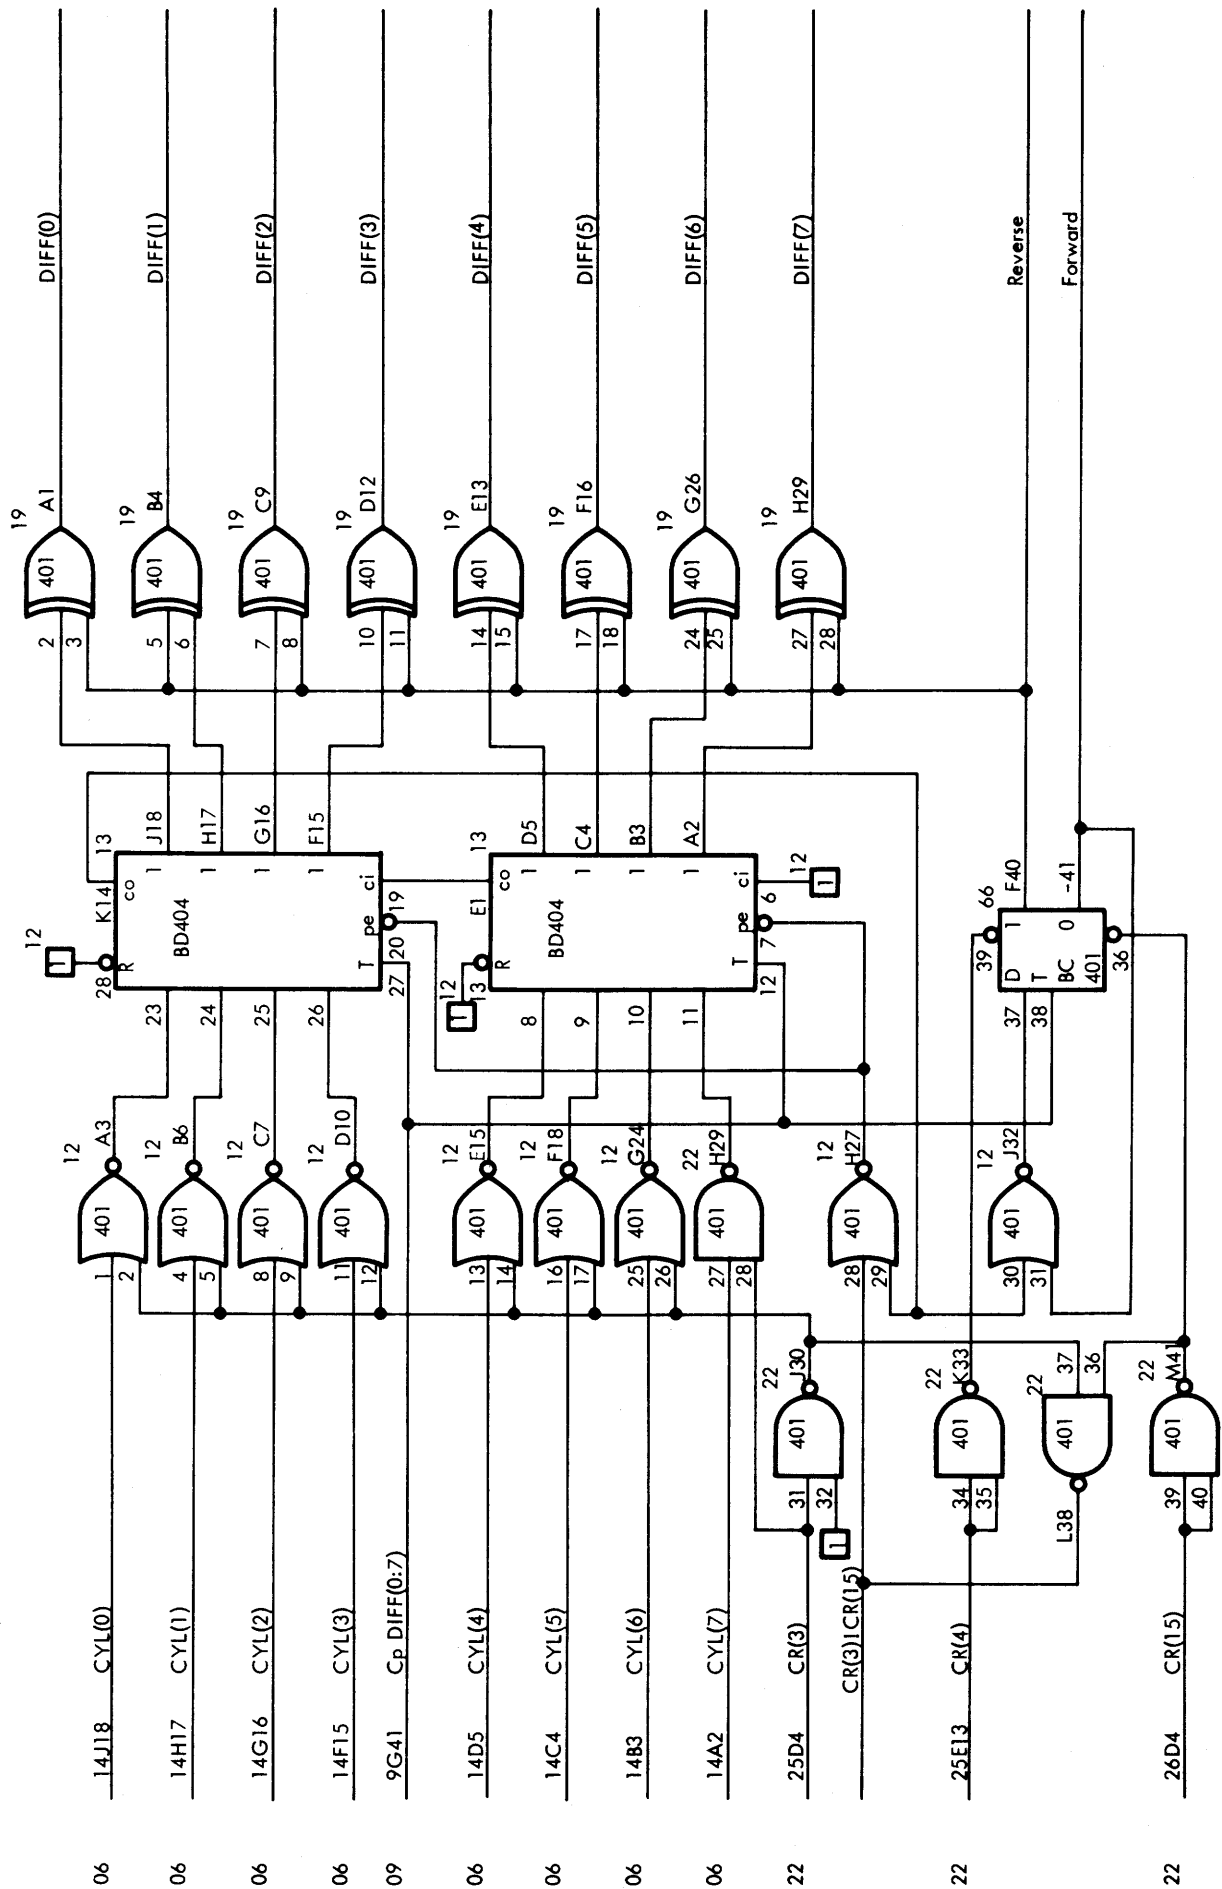 06 14J18 CYL(0) 1 2 401 12 A3 23
06 14H17 CYL(1) 4 5 401 12 B6 24
06 14G16 CYL(2) 8 9 401 12 C7 25
06 14F15 CYL(3) 11 12 401 12 D10 26
09 9G41 Cp DIFF(0:7) 27
06 14D5 CYL(4) 13 14 401 12 E15 8
06 14C4 CYL(5) 16 17 401 12 F18 9
06 14B3 CYL(6) 25 26 401 12 G24 10
06 14A2 CYL(7) 27 28 401 22 H29 11
22 25D4 CR(3) 31 32 401 22 J30
1
CR(3)!CR(15) 28 29 401 12 H27
22 25E13 CR(4) 34 35 401 22 K33
30 31 401 12 J32
L38 401 22 37 36
22 26D4 CR(15) 39 40 401 22 M41
1 12
28 R K14 co 13
BD404
1 J18
1 H17
1 G16
1 F15
T 20 pe 19 ci
1 12
13 R E1 co 13
BD404
1 D5
1 C4
1 B3
1 A2
12 T 7 pe 6 ci
1 12
39 66
37 D 1 F40
38 T
BC 0 -41
401
36
2 3 401 19 A1 DIFF(0)
5 6 401 19 B4 DIFF(1)
7 8 401 19 C9 DIFF(2)
10 11 401 19 D12 DIFF(3)
14 15 401 19 E13 DIFF(4)
17 18 401 19 F16 DIFF(5)
24 25 401 19 G26 DIFF(6)
27 28 401 19 H29 DIFF(7)
Reverse
Forward